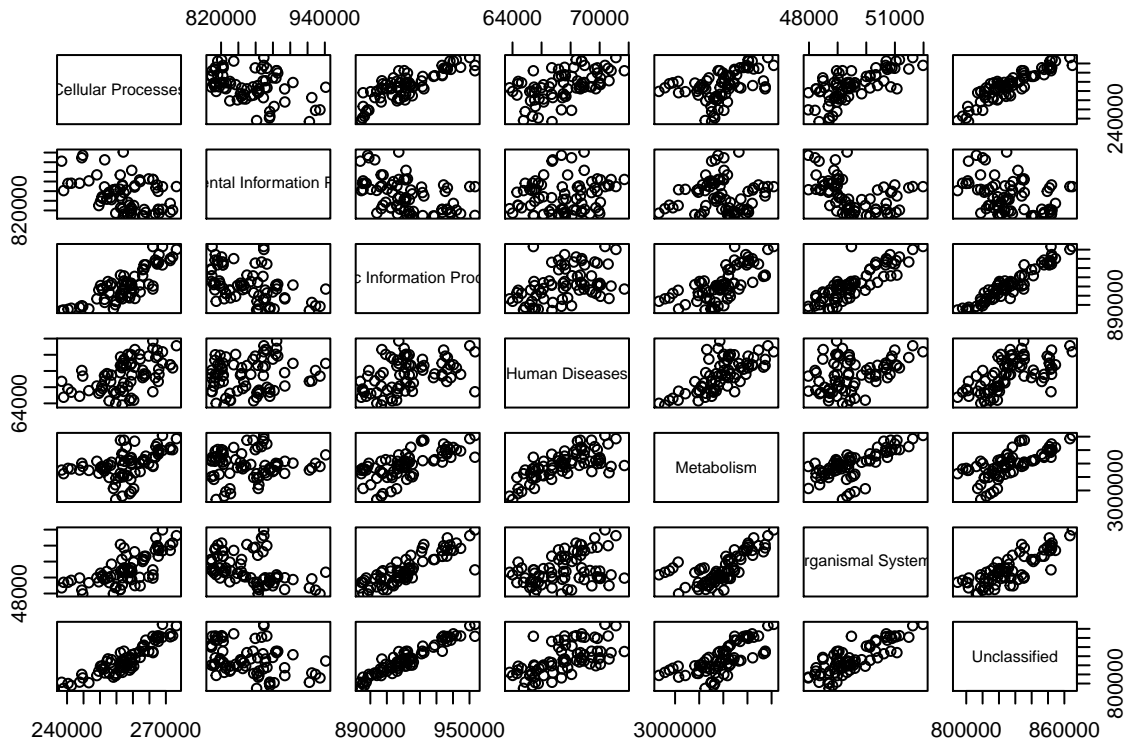 820000 940000 64000 70000 48000 51000
Cellular Processes
240000
ental Information P
820000
c Information Proc
890000
Human Diseases
64000
Metabolism
3000000
rganismal System
48000
Unclassified
800000
240000 270000 890000 950000 3000000 800000 860000